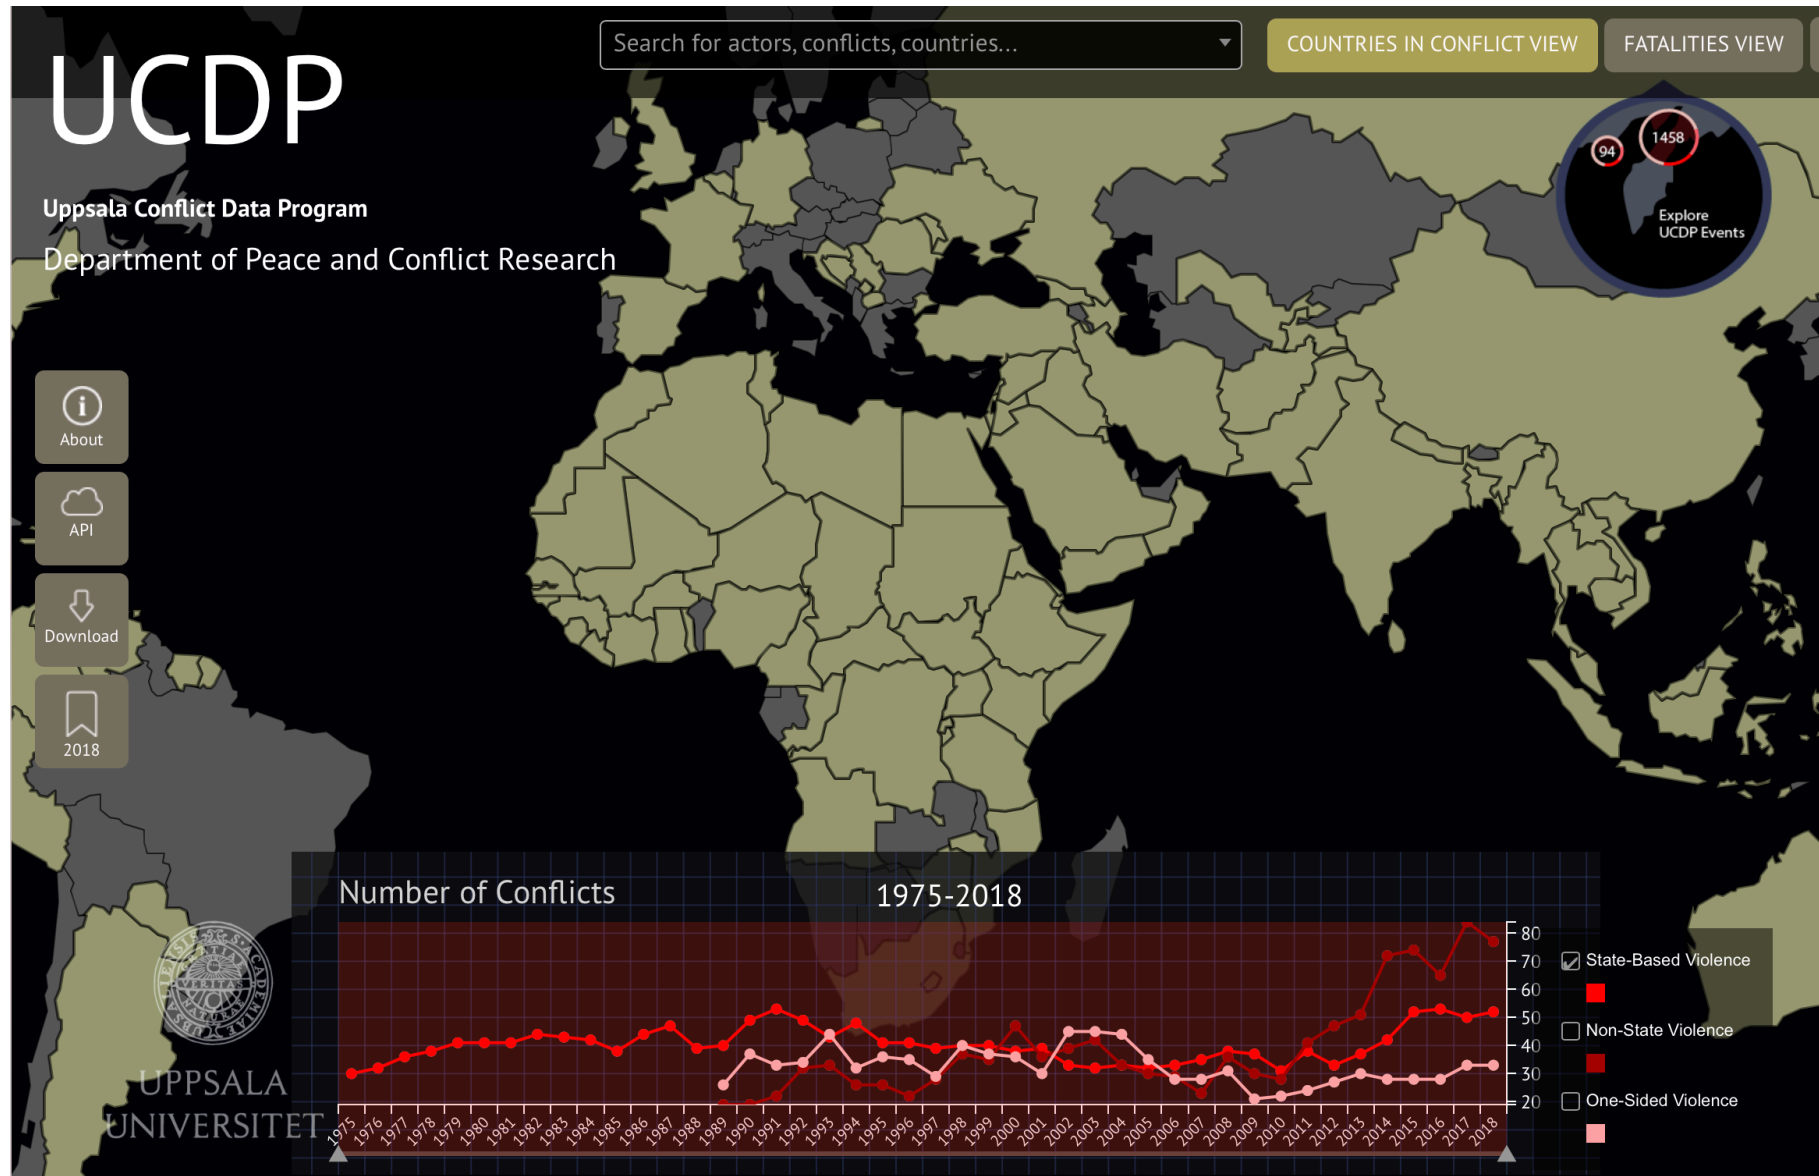 Search for actors, conflicts, countries...
COUNTRIES IN CONFLICT VIEW
FATALITIES VIEW
UCDP
Uppsala Conflict Data Program
Department of Peace and Conflict Research
94
1458
Explore
UCDP Events
About
API
Download
2018
Number of Conflicts
1975-2018
80
70
60
50
40
30
20
State-Based Violence
Non-State Violence
One-Sided Violence
1975 1976 1977 1978 1979 1980 1981 1982 1983 1984 1985 1986 1987 1988 1989 1990 1991 1992 1993 1994 1995 1996 1997 1998 1999 2000 2001 2002 2003 2004 2005 2006 2007 2008 2009 2010 2011 2012 2013 2014 2015 2016 2017 2018
UPPSALA
UNIVERSITET